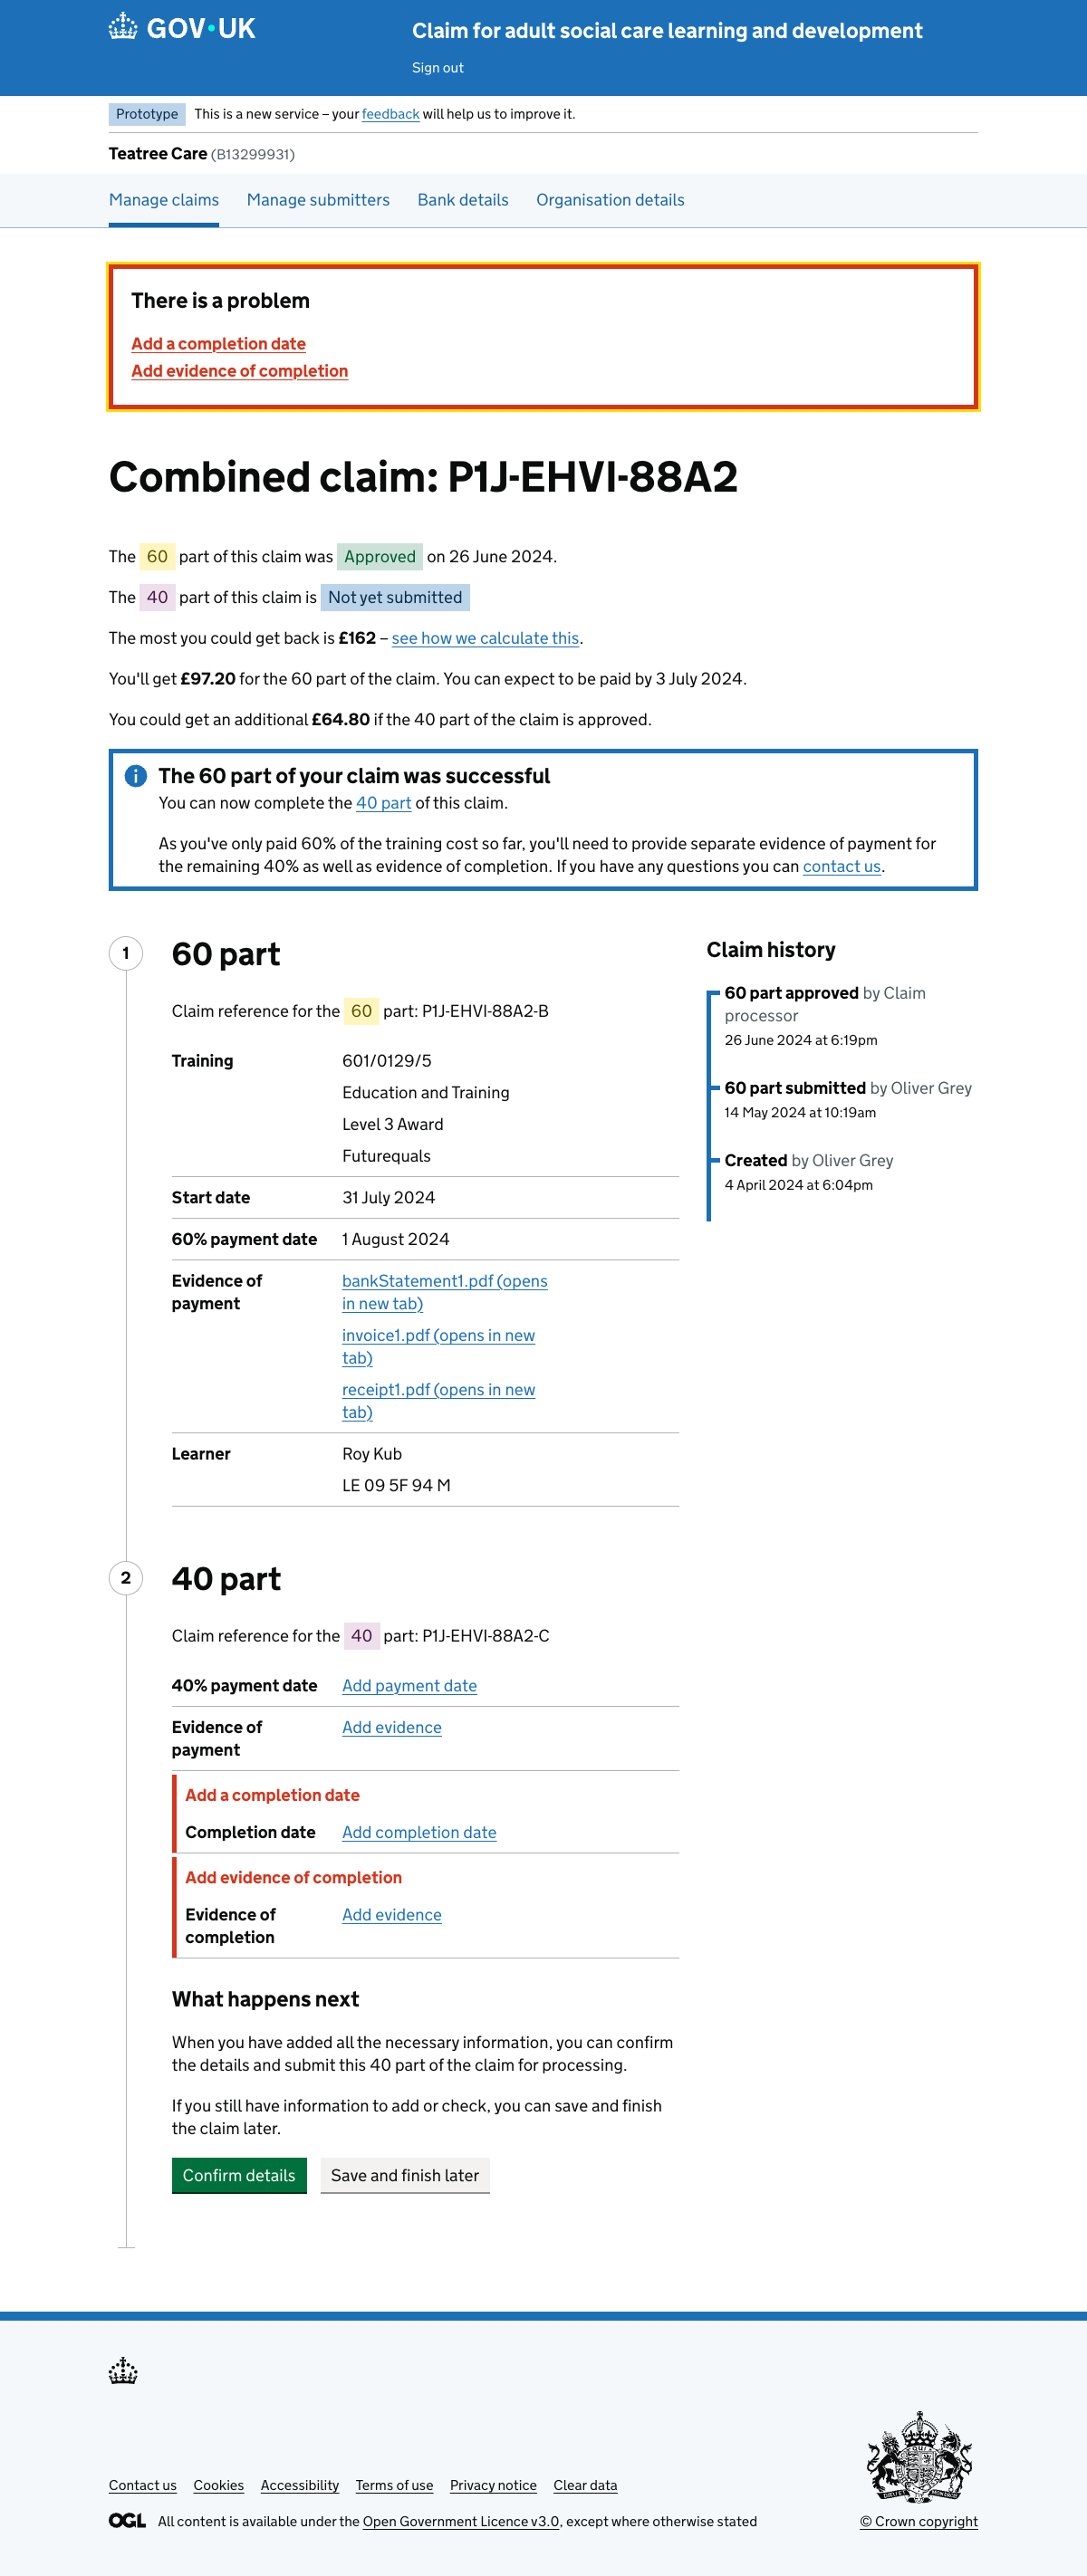 GOV·UK
Claim for adult social care learning and development
Sign out
Prototype This is a new service – your feedback will help us to improve it.
Teatree Care (B13299931)
Manage claims Manage submitters Bank details Organisation details
There is a problem
Add a completion date
Add evidence of completion
Combined claim: P1J-EHVI-88A2
The 60 part of this claim was Approved on 26 June 2024.
The 40 part of this claim is Not yet submitted
The most you could get back is £162 – see how we calculate this.
You'll get £97.20 for the 60 part of the claim. You can expect to be paid by 3 July 2024.
You could get an additional £64.80 if the 40 part of the claim is approved.
The 60 part of your claim was successful
You can now complete the 40 part of this claim.
As you've only paid 60% of the training cost so far, you'll need to provide separate evidence of payment for
the remaining 40% as well as evidence of completion. If you have any questions you can contact us.
1
60 part
Claim reference for the 60 part: P1J-EHVI-88A2-B
Training 601/0129/5
Education and Training
Level 3 Award
Futurequals
Start date 31 July 2024
60% payment date 1 August 2024
Evidence of payment
bankStatement1.pdf (opens
in new tab)
invoice1.pdf (opens in new
tab)
receipt1.pdf (opens in new
tab)
Learner Roy Kub
LE 09 5F 94 M
Claim history
60 part approved by Claim
processor
26 June 2024 at 6:19pm
60 part submitted by Oliver Grey
14 May 2024 at 10:19am
Created by Oliver Grey
4 April 2024 at 6:04pm
2
40 part
Claim reference for the 40 part: P1J-EHVI-88A2-C
40% payment date Add payment date
Evidence of Add evidence
payment
Add a completion date
Completion date Add completion date
Add evidence of completion
Evidence of Add evidence
completion
What happens next
When you have added all the necessary information, you can confirm
the details and submit this 40 part of the claim for processing.
If you still have information to add or check, you can save and finish
the claim later.
Confirm details Save and finish later
Contact us Cookies Accessibility Terms of use Privacy notice Clear data
OGL All content is available under the Open Government Licence v3.0, except where otherwise stated
© Crown copyright